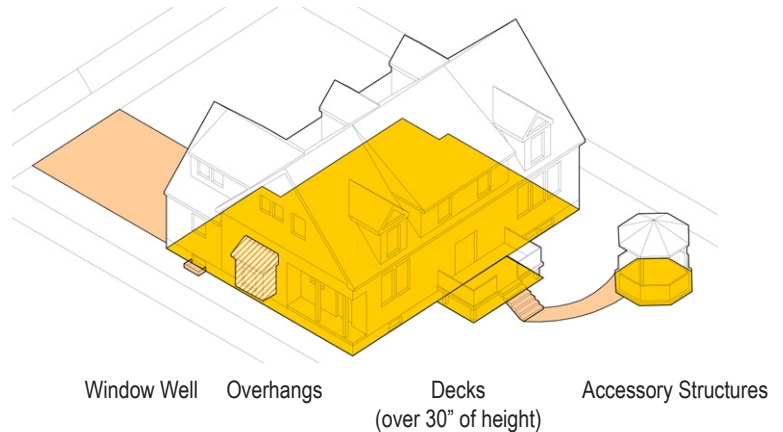 Window Well Overhangs Decks Accessory Structures
(over 30” of height)